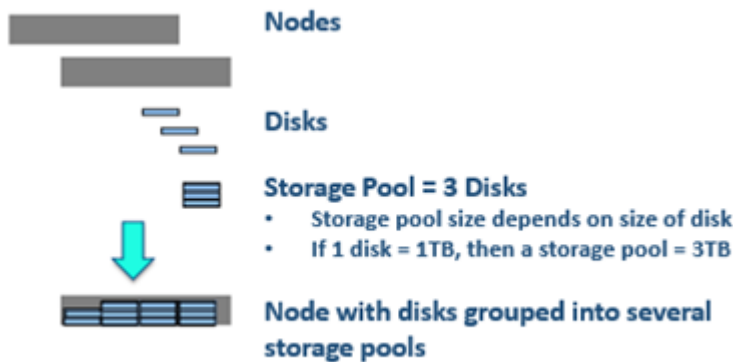 Nodes
Disks
Storage Pool = 3 Disks
• Storage pool size depends on size of disk
• If 1 disk = 1TB, then a storage pool = 3TB
Node with disks grouped into several
storage pools